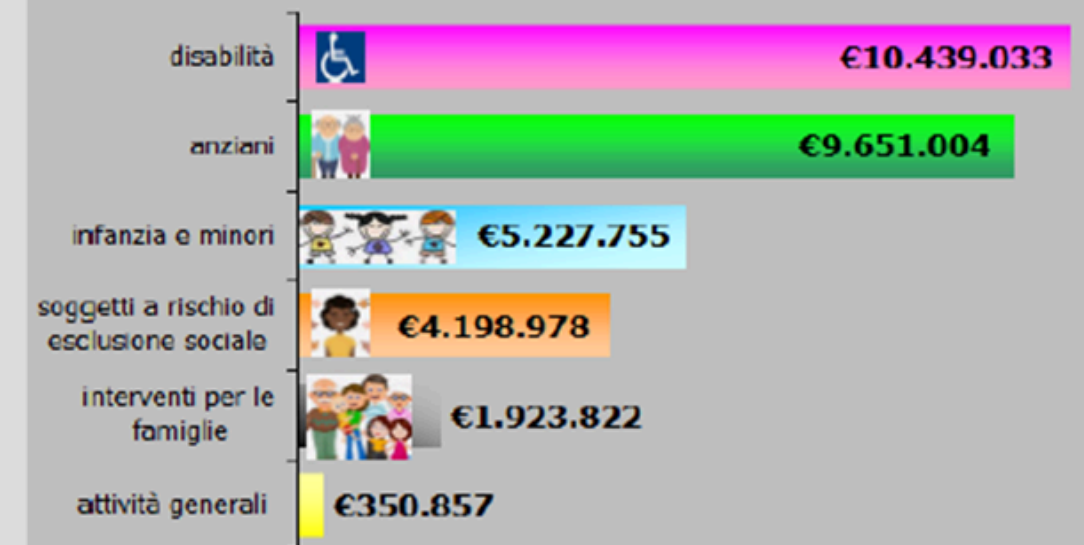 disabilità €10.439.033
anziani €9.651.004
infanzia e minori €5.227.755
soggetti a rischio di
esclusione sociale €4.198.978
interventi per le
famiglie €1.923.822
attività generali €350.857